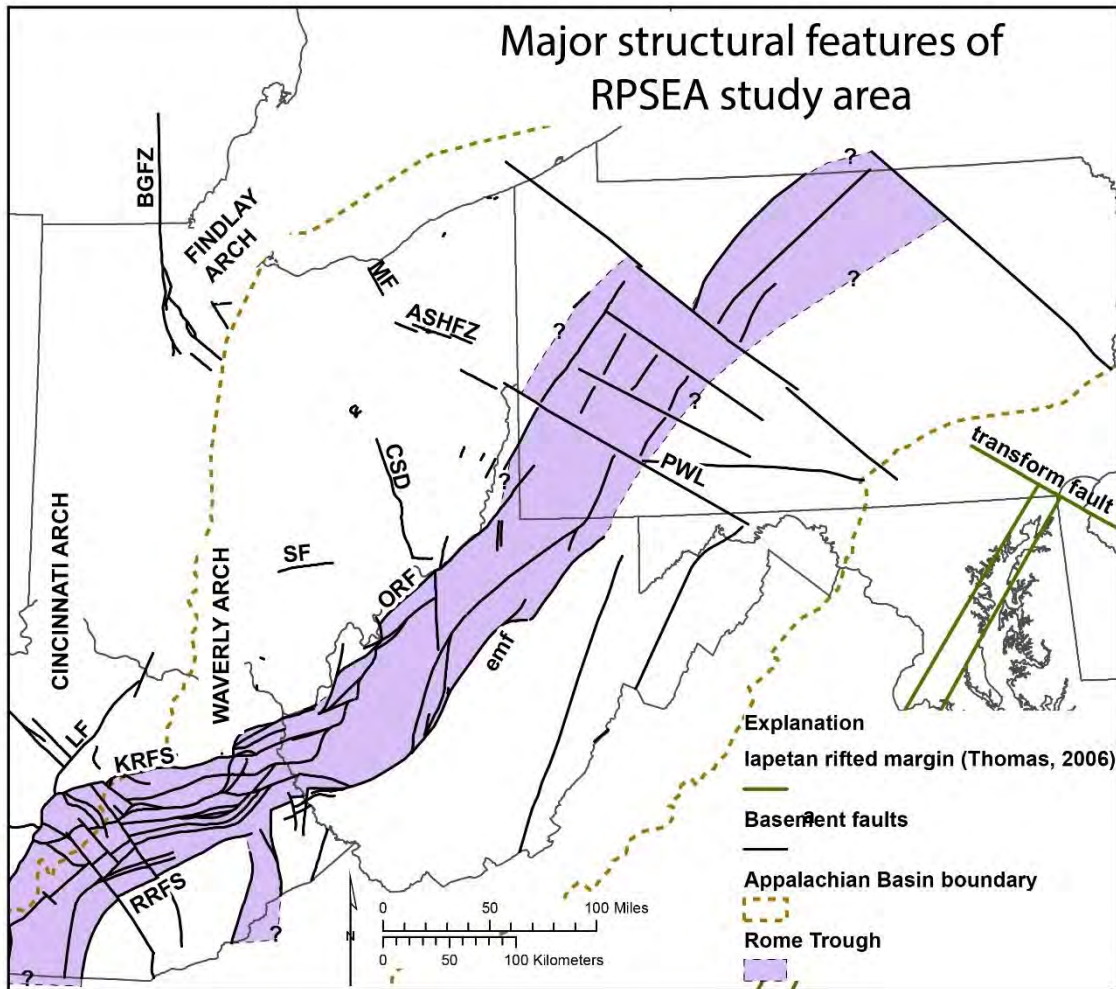 Major structural features of
RPSEA study area
BGFZ
FINDLAY
ARCH
?
?
MF
ASHFZ
?
?
CSD
?
PWL
transform fault
CINCINNATI ARCH
WAVERLY ARCH
SF
ORF
emf
LF
KRFS
RRFS
?
?
N
0 50 100 Miles
0 50 100 Kilometers
Explanation
Iapetan rifted margin (Thomas, 2006)
Basement faults
Appalachian Basin boundary
Rome Trough